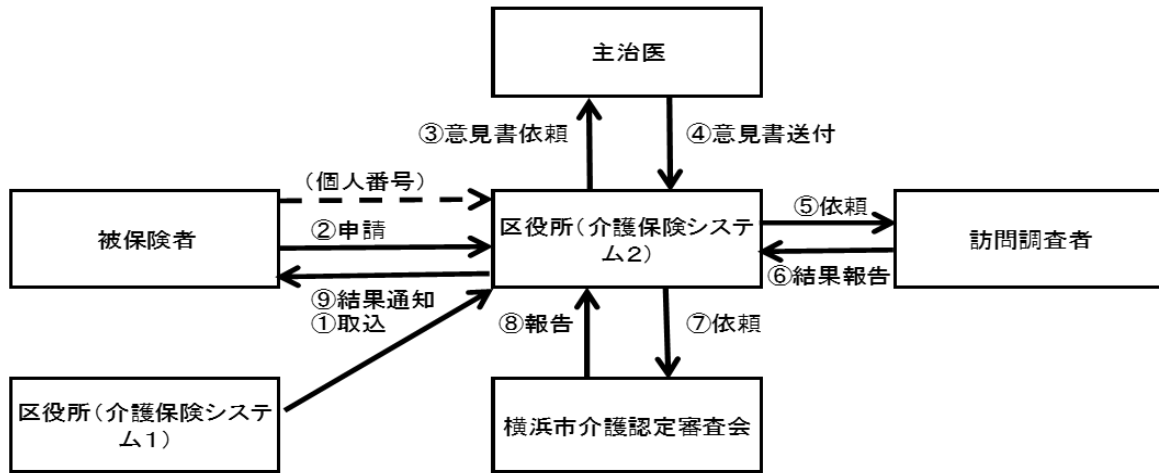 主治医
③意見書依頼
④意見書送付
(個人番号)
②申請
被保険者
区役所(介護保険システ
ム2)
⑤依頼
⑥結果報告
訪問調査者
⑨結果通知
①取込
⑧報告
⑦依頼
区役所(介護保険システ
ム1)
横浜市介護認定審査会